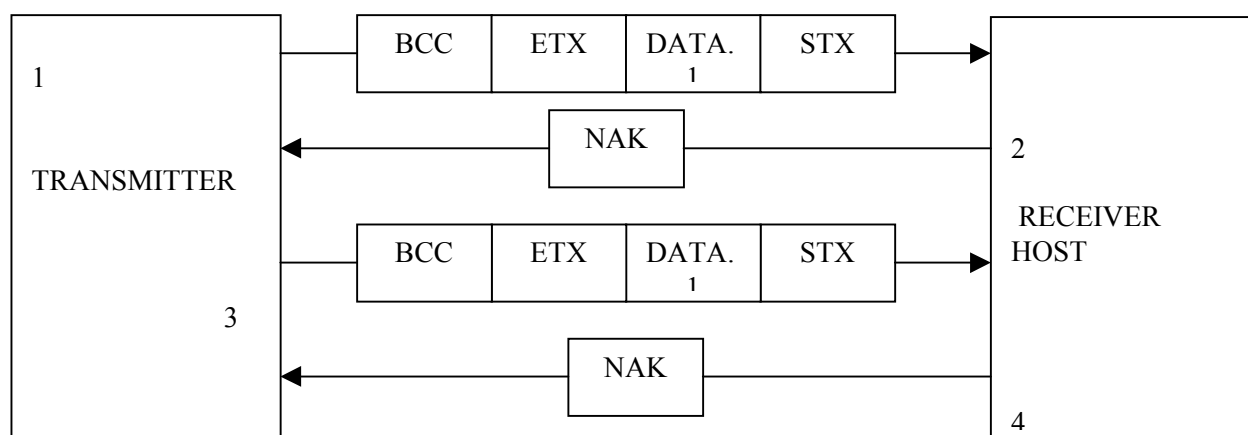 BCC ETX DATA. STX
1
1
NAK
2
TRANSMITTER
RECEIVER
HOST
BCC ETX DATA. STX
1
3
NAK
4